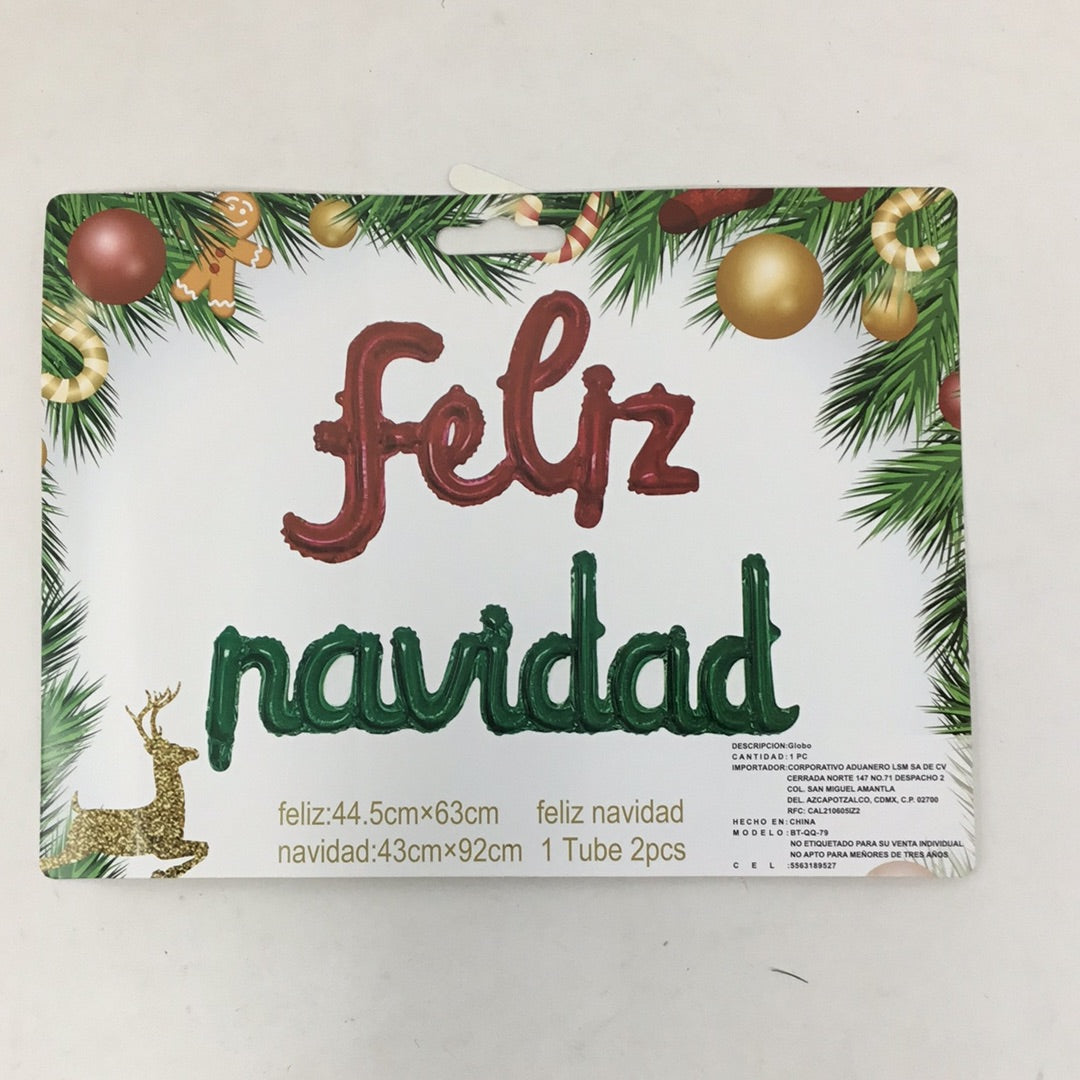 feliz
navidad
feliz:44.5cm×63cm feliz navidad
navidad:43cm×92cm 1 Tube 2pcs
DESCRIPCION:Globo
CANTIDAD:1 PC
IMPORTADOR:CORPORATIVO ADUANERO LSM SA DE CV
CERRADA NORTE 147 NO.71 DESPACHO 2
COL. SAN MIGUEL AMANTLA
DEL. AZCAPOTZALCO, CDMX, C.P. 02700
RFC: CAL210605IZ2
HECHO EN:CHINA
MODELO:BT-QQ-79
NO ETIQUETADO PARA SU VENTA INDIVIDUAL
NO APTO PARA MEÑORES DE TRES AÑOS
CEL:5563189527